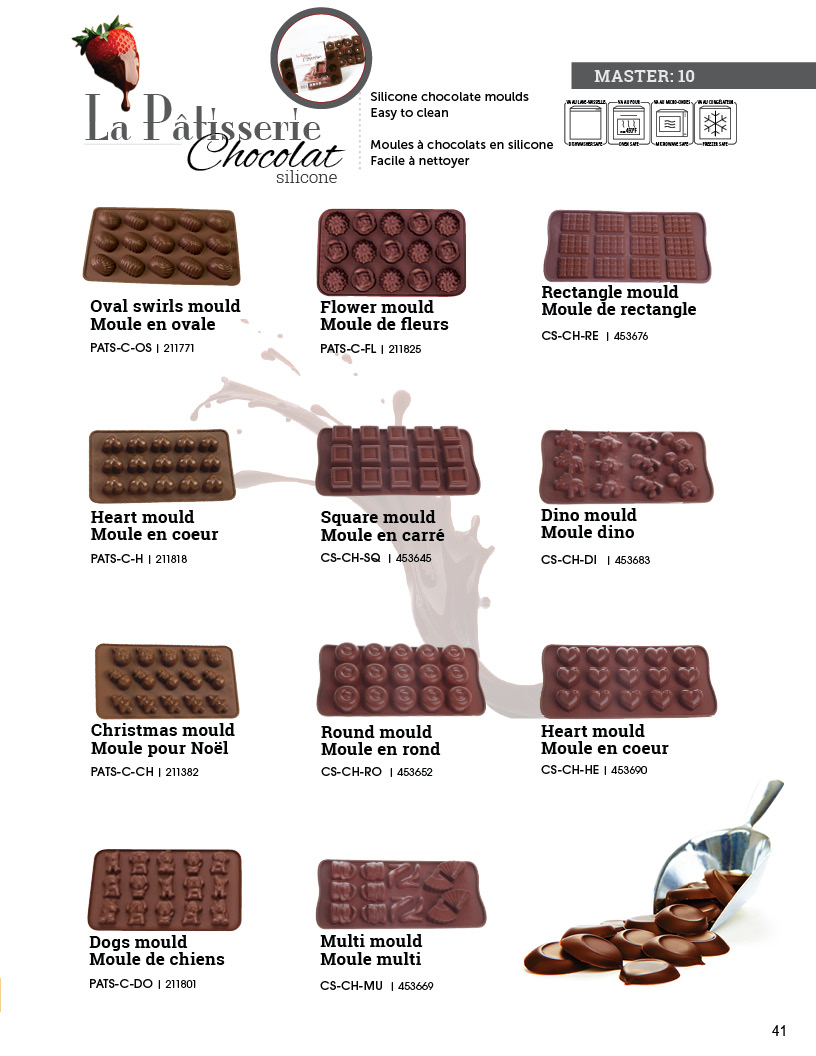 La Pâtisserie
Chocolat
silicone
Silicone chocolate moulds
Easy to clean
Moules à chocolats en silicone
Facile à nettoyer
MASTER: 10
VA AU LAVE-VAISSELLE
DISHWASHER SAFE
VA AU FOUR
OVEN SAFE
VA AU MICRO-ONDES
MICROWAVE SAFE
VA AU CONGÉLATEUR
FREEZER SAFE
Oval swirls mould
Moule en ovale
PATS-C-OS | 211771
Flower mould
Moule de fleurs
PATS-C-FL | 211825
Rectangle mould
Moule de rectangle
CS-CH-RE | 453676
Heart mould
Moule en coeur
PATS-C-H | 211818
Square mould
Moule en carré
CS-CH-SQ | 453645
Dino mould
Moule dino
CS-CH-DI | 453683
Christmas mould
Moule pour Noël
PATS-C-CH | 211382
Round mould
Moule en rond
CS-CH-RO | 453652
Heart mould
Moule en coeur
CS-CH-HE | 453690
Dogs mould
Moule de chiens
PATS-C-DO | 211801
Multi mould
Moule multi
CS-CH-MU | 453669
41